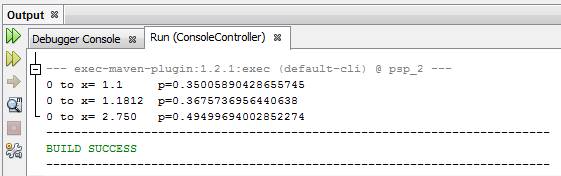 Output
Debugger Console Run (ConsoleController)
--- exec-maven-plugin:1.2.1:exec (default-cli) @ psp_2 ---
0 to x= 1.1 p=0.35005890428655745
0 to x= 1.1812 p=0.3675736956440638
0 to x= 2.750 p=0.49499694002852274
------------------------------------------------------------------------
BUILD SUCCESS
------------------------------------------------------------------------